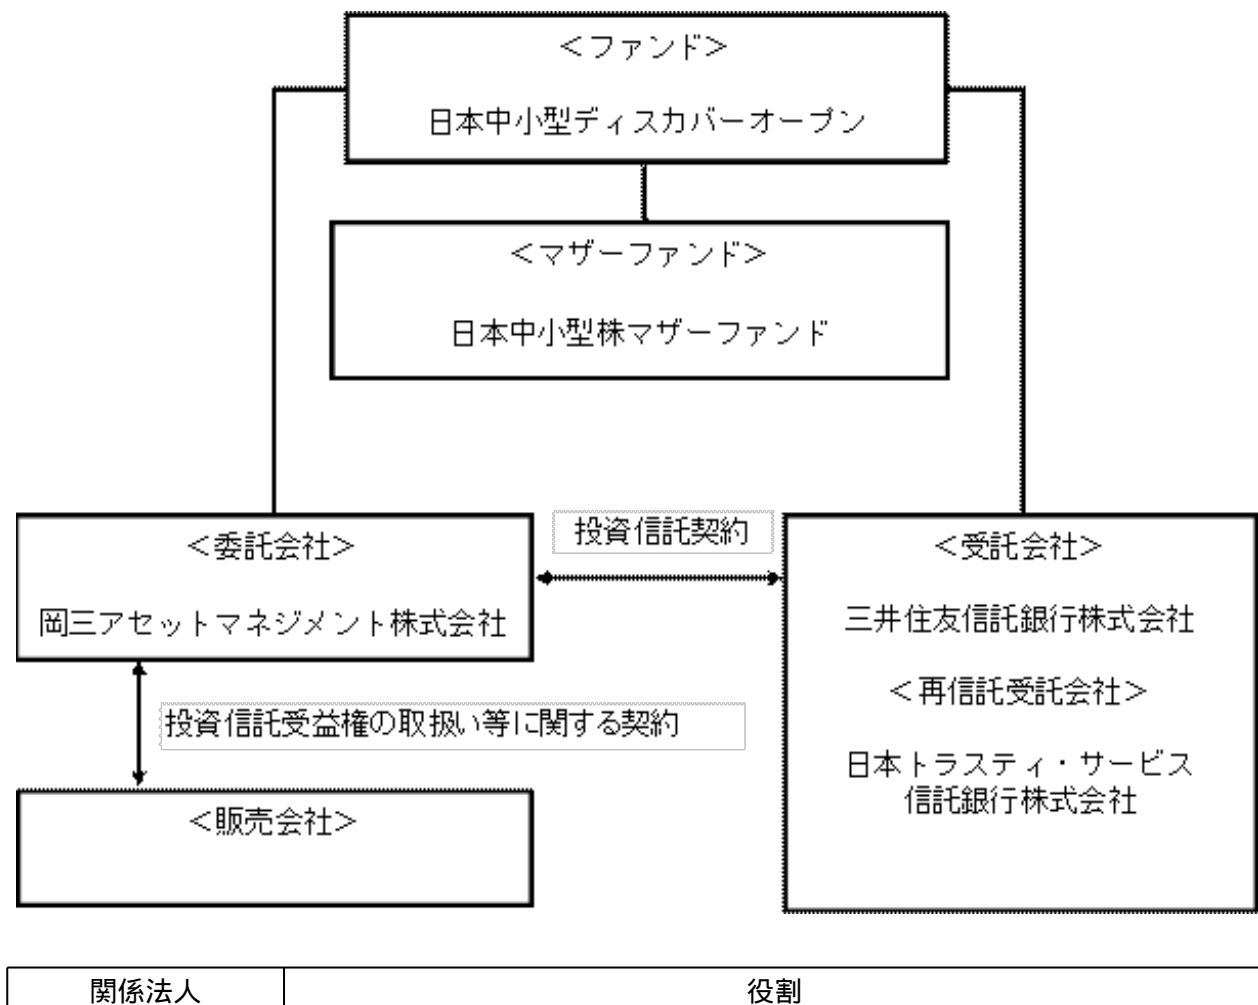 <ファンド>
日本中小型ディスカバーオープン
<マザーファンド>
日本中小型株マザーファンド
<委託会社>
岡三アセットマネジメント株式会社
投資信託契約
<受託会社>
三井住友信託銀行株式会社
<再信託受託会社>
日本トラスティ・サービス
信託銀行株式会社
投資信託受益権の取扱い等に関する契約
<販売会社>
関係法人 役割